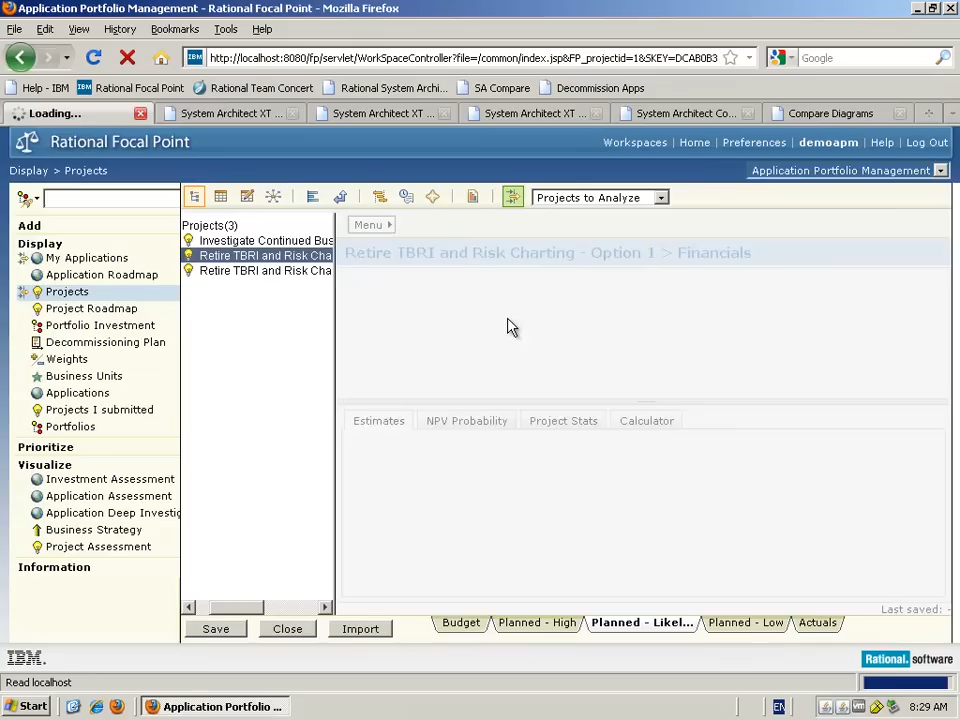 Application Portfolio Management - Rational Focal Point - Mozilla Firefox
File Edit View History Bookmarks Tools Help
IBM http://localhost:8080/fp/servlet/WorkSpaceController?file=/common/index.jsp&FP_projectid=1&SKEY=DCAB0B3 Google
Help - IBM IBM Rational Focal Point Rational Team Concert Rational System Archi... SA Compare Decommission Apps
Loading... System Architect XT ... System Architect XT ... System Architect XT ... System Architect Co... Compare Diagrams
Rational Focal Point Workspaces | Home | Preferences | demoapm | Help | Log Out
Display > Projects Application Portfolio Management
Projects to Analyze
Add
Display
My Applications
Application Roadmap
Projects
Project Roadmap
Portfolio Investment
Decommissioning Plan
Weights
Business Units
Applications
Projects I submitted
Portfolios
Prioritize
Visualize
Investment Assessment
Application Assessment
Application Deep Investig
Business Strategy
Project Assessment
Information
Projects(3)
Investigate Continued Bus
Retire TBRI and Risk Cha
Retire TBRI and Risk Cha
Menu
Retire TBRI and Risk Charting - Option 1 > Financials
Estimates NPV Probability Project Stats Calculator
Last saved: -
Save Close Import Budget Planned - High Planned - Likel... Planned - Low Actuals
IBM. Rational. software
Read localhost
Start Application Portfolio ... EN 8:29 AM